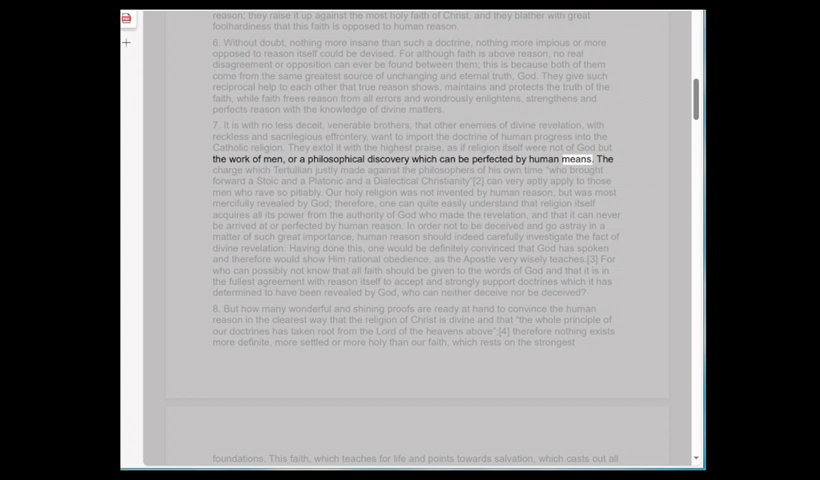 reason; they raise it up against the most holy faith of Christ, and they blather with great
foolhardiness that this faith is opposed to human reason.
6. Without doubt, nothing more insane than such a doctrine, nothing more impious or more
opposed to reason itself could be devised. For although faith is above reason, no real
disagreement or opposition can ever be found between them; this is because both of them
come from the same greatest source of unchanging and eternal truth, God. They give such
reciprocal help to each other that true reason shows, maintains and protects the truth of the
faith, while faith frees reason from all errors and wondrously enlightens, strengthens and
perfects reason with the knowledge of divine matters.
7. It is with no less deceit, venerable brothers, that other enemies of divine revelation, with
reckless and sacrilegious effrontery, want to import the doctrine of human progress into the
Catholic religion. They extol it with the highest praise, as if religion itself were not of God but
the work of men, or a philosophical discovery which can be perfected by human means. The
charge which Tertullian justly made against the philosophers of his own time "who brought
forward a Stoic and a Platonic and a Dialectical Christianity"[2] can very aptly apply to those
men who rave so pitiably. Our holy religion was not invented by human reason, but was most
mercifully revealed by God; therefore, one can quite easily understand that religion itself
acquires all its power from the authority of God who made the revelation, and that it can never
be arrived at or perfected by human reason. In order not to be deceived and go astray in a
matter of such great importance, human reason should indeed carefully investigate the fact of
divine revelation. Having done this, one would be definitely convinced that God has spoken
and therefore would show Him rational obedience, as the Apostle very wisely teaches.[3] For
who can possibly not know that all faith should be given to the words of God and that it is in
the fullest agreement with reason itself to accept and strongly support doctrines which it has
determined to have been revealed by God, who can neither deceive nor be deceived?
8. But how many wonderful and shining proofs are ready at hand to convince the human
reason in the clearest way that the religion of Christ is divine and that "the whole principle of
our doctrines has taken root from the Lord of the heavens above";[4] therefore nothing exists
more definite, more settled or more holy than our faith, which rests on the strongest
foundations. This faith, which teaches for life and points towards salvation, which casts out all